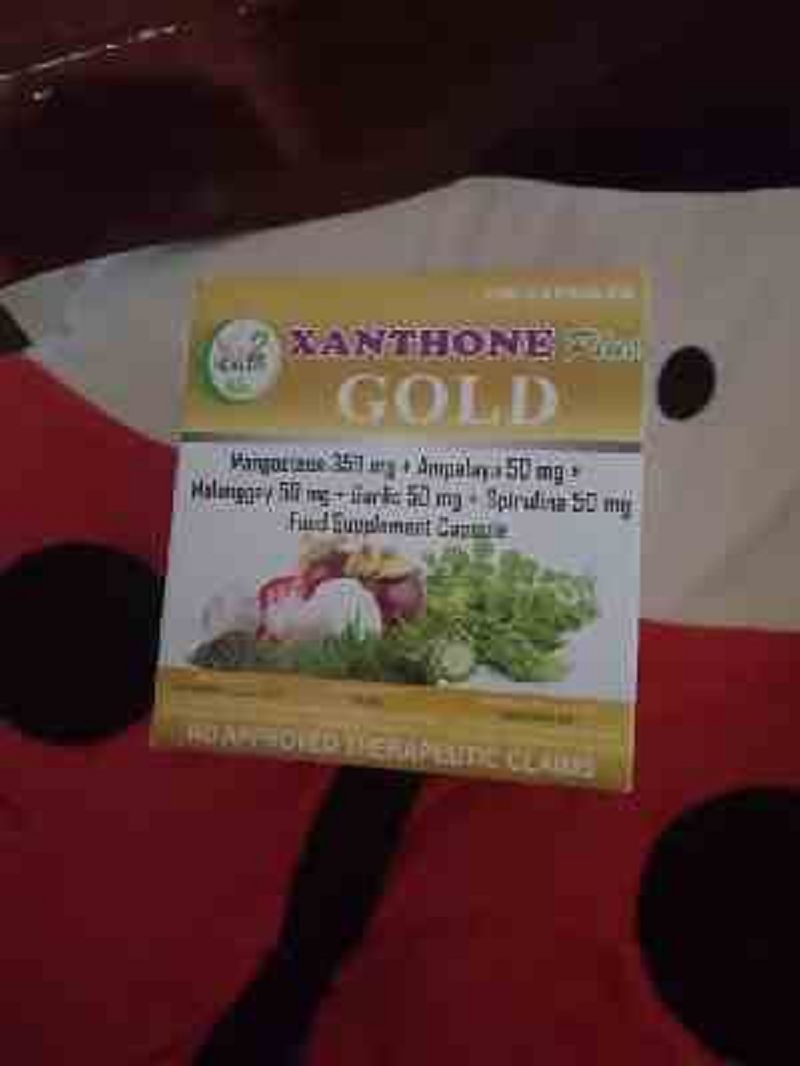 XANTHONE Plus
GOLD
Mangosteen 350 mg + Ampalaya 50 mg +
Malunggay 50 mg + Garlic 50 mg + Spirulina 50 mg
Food Supplement Capsule
NO APPROVED THERAPEUTIC CLAIMS